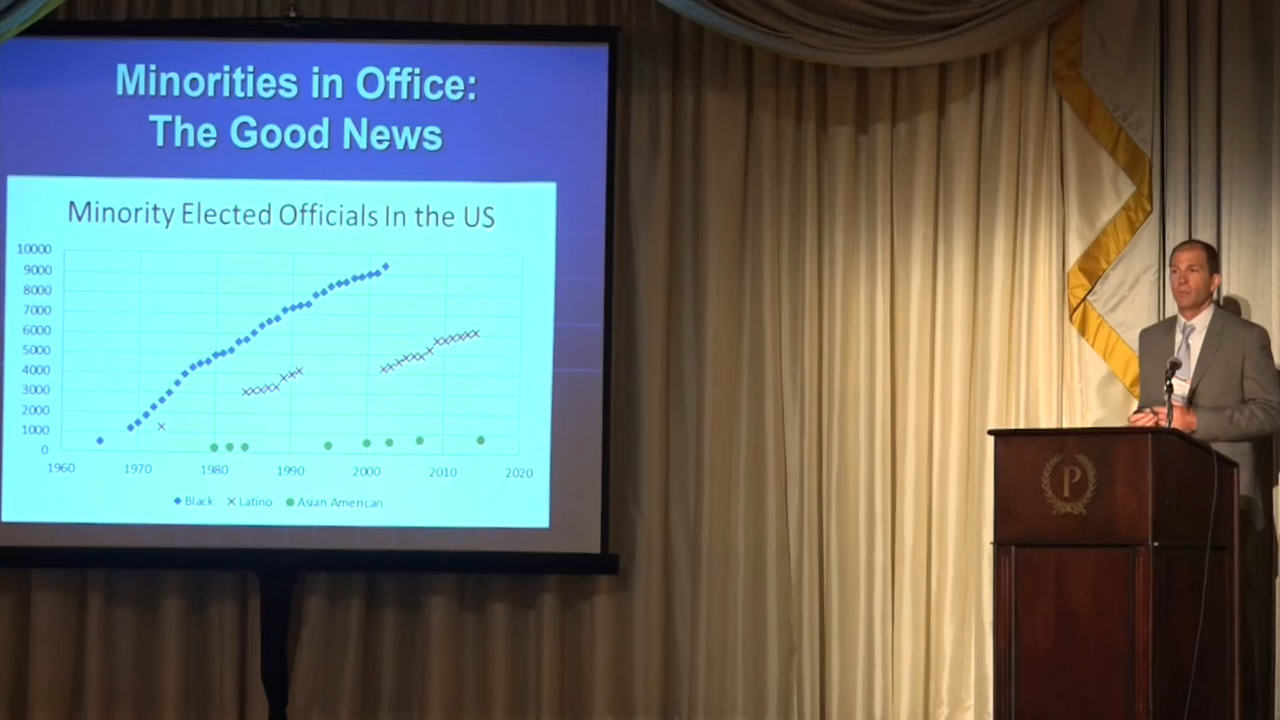 Minorities in Office:
The Good News
Minority Elected Officials In the US
10000
9000
8000
7000
6000
5000
4000
3000
2000
1000
0
1960 1970 1980 1990 2000 2010 2020
Black Latino Asian American
P